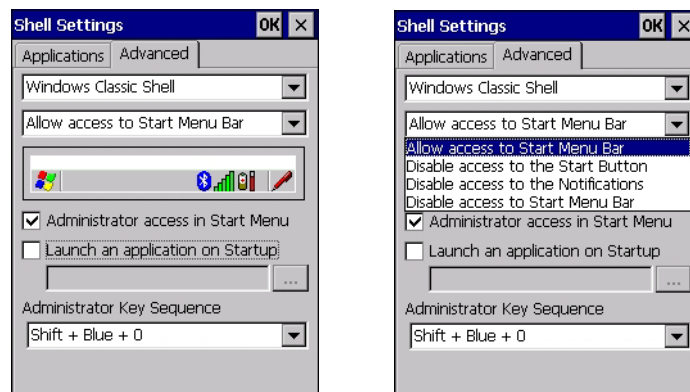 Shell Settings OK
Applications Advanced
Windows Classic Shell
Allow access to Start Menu Bar
Administrator access in Start Menu
Launch an application on Startup
...
Administrator Key Sequence
Shift + Blue + 0
Shell Settings OK
Applications Advanced
Windows Classic Shell
Allow access to Start Menu Bar
Allow access to Start Menu Bar
Disable access to the Start Button
Disable access to the Notifications
Disable access to Start Menu Bar
Administrator access in Start Menu
Launch an application on Startup
...
Administrator Key Sequence
Shift + Blue + 0